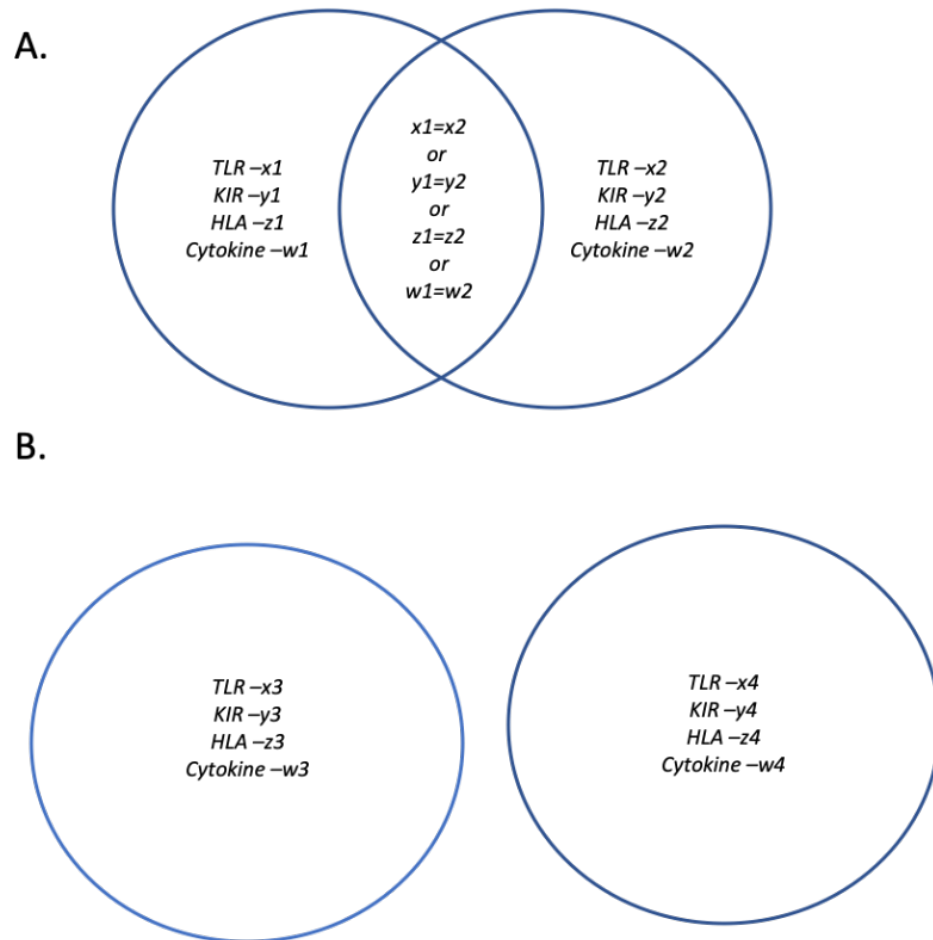 A.
TLR –x1
KIR –y1
HLA –z1
Cytokine –w1
x1=x2
or
y1=y2
or
z1=z2
or
w1=w2
TLR –x2
KIR –y2
HLA –z2
Cytokine –w2
B.
TLR –x3
KIR –y3
HLA –z3
Cytokine –w3
TLR –x4
KIR –y4
HLA –z4
Cytokine –w4